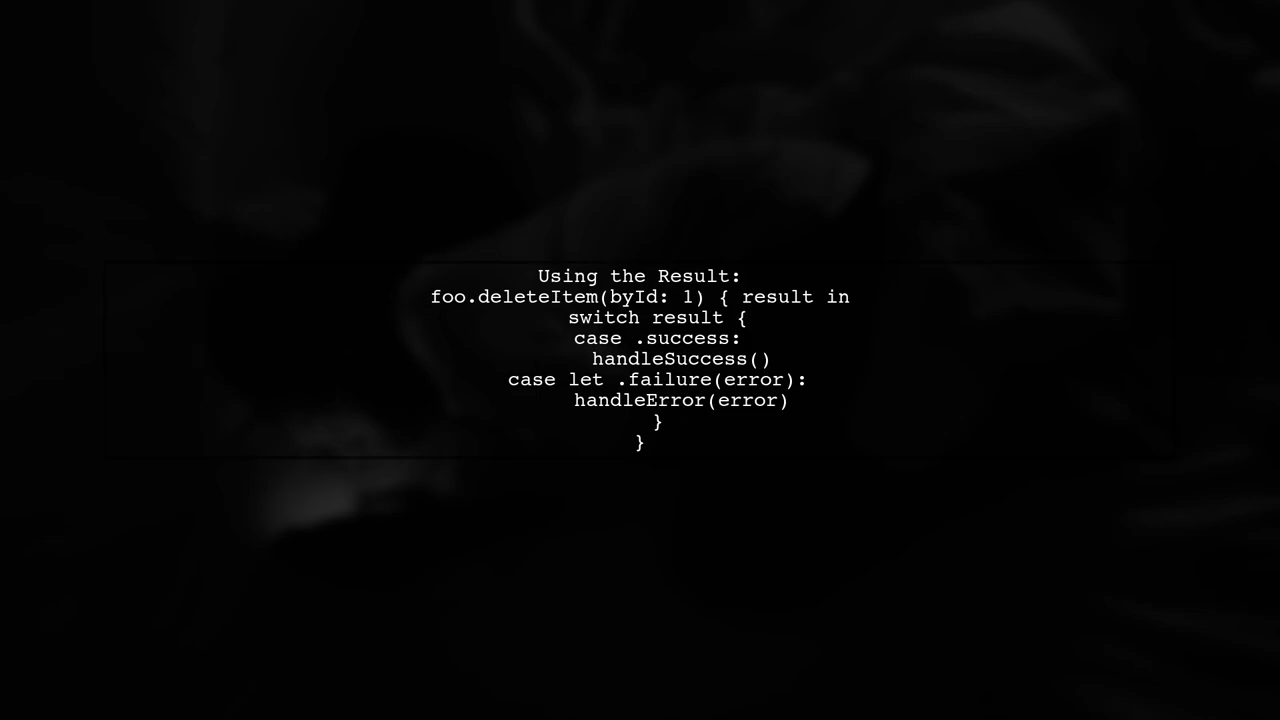 Using the Result:
foo.deleteItem(byId: 1) { result in
switch result {
case .success:
handleSuccess()
case let .failure(error):
handleError(error)
}
}